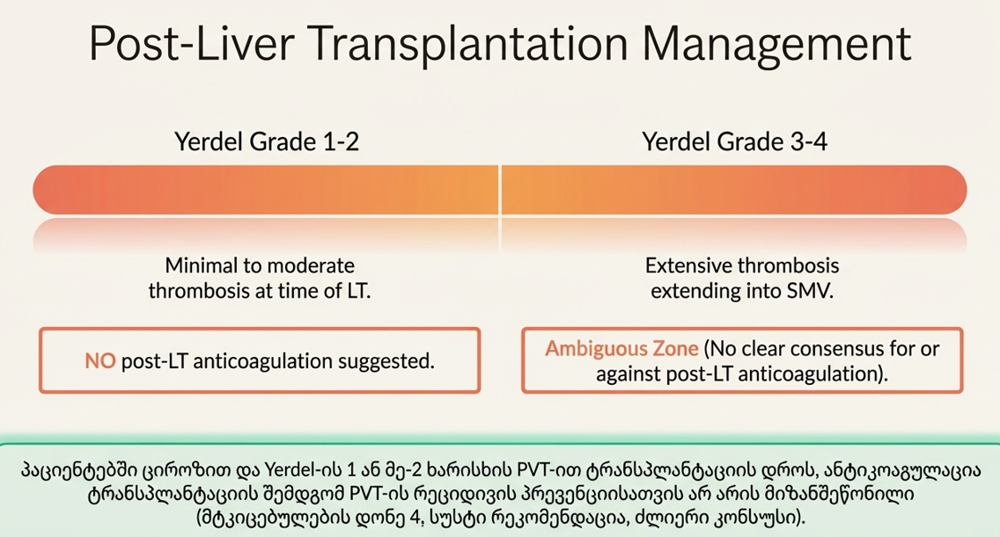 Post-Liver Transplantation Management
Yerdel Grade 1-2
Yerdel Grade 3-4
Minimal to moderate
thrombosis at time of LT.
Extensive thrombosis
extending into SMV.
NO post-LT anticoagulation suggested.
Ambiguous Zone (No clear consensus for or
against post-LT anticoagulation).
პაციენტებში ციროზით და Yerdel-ის 1 ან მე-2 ხარისხის PVT-ით ტრანსპლანტაციის დროს, ანტიკოაგულაცია
ტრანსპლანტაციის შემდგომ PVT-ის რეციდივის პრევენციისათვის არ არის მიზანშეწონილი
(მტკიცებულების დონე 4, სუსტი რეკომენდაცია, ძლიერი კონსუსი).